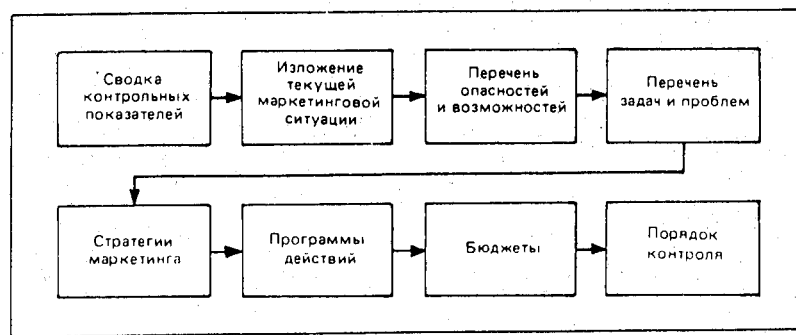 Сводка
контрольных
показателей
Изложение
текущей
маркетинговой
ситуации
Перечень
опасностей
и возможностей
Перечень
задач и проблем
Стратегии
маркетинга
Программы
действий
Бюджеты
Порядок
контроля